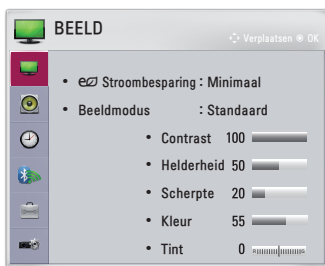 BEELD
Verplaatsen OK
Stroombesparing : Minimaal
Beeldmodus : Standaard
• Contrast 100
• Helderheid 50
• Scherpte 20
• Kleur 55
• Tint 0